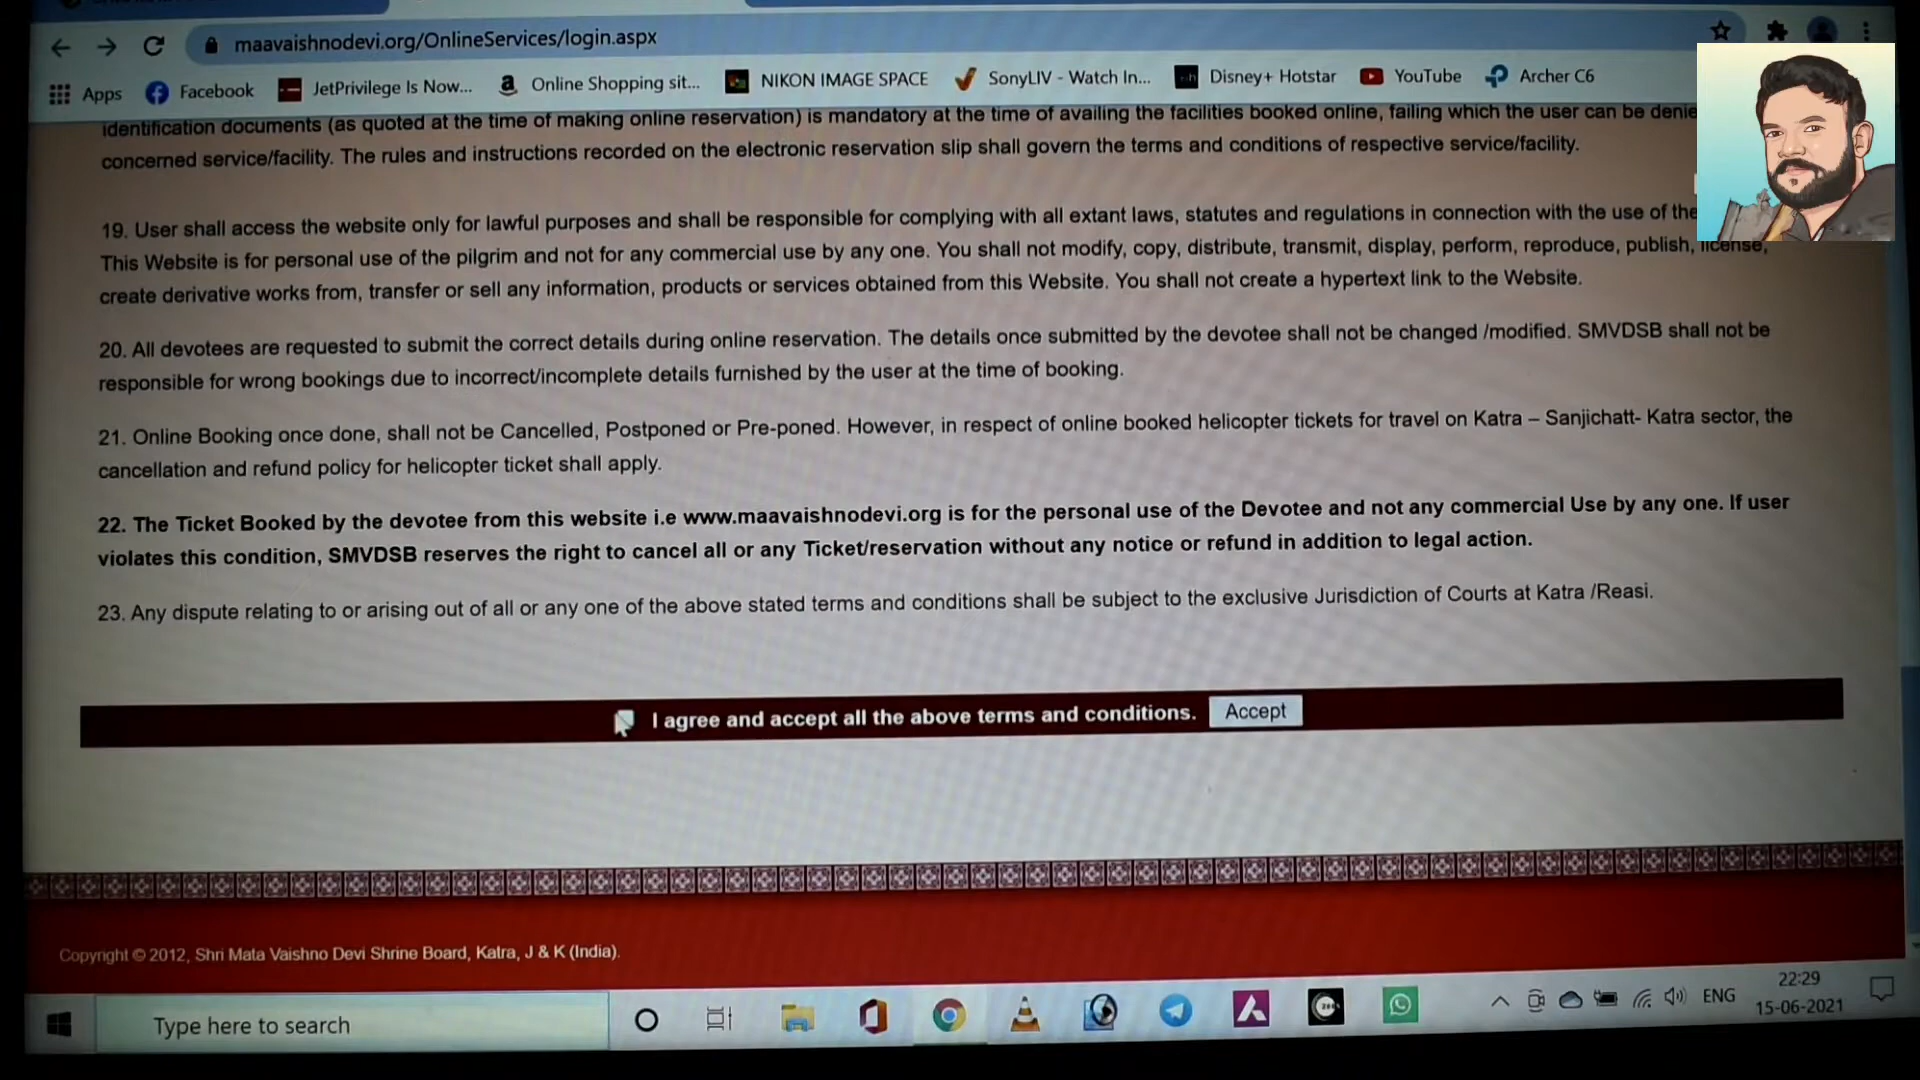 maavaishnodevi.org/OnlineServices/login.aspx
Apps Facebook JetPrivilege Is Now... Online Shopping sit... NIKON IMAGE SPACE SonyLIV - Watch In... Disney+ Hotstar YouTube Archer C6
identification documents (as quoted at the time of making online reservation) is mandatory at the time of availing the facilities booked online, failing which the user can be
concerned service/facility. The rules and instructions recorded on the electronic reservation slip shall govern the terms and conditions of respective service/facility.
19. User shall access the website only for lawful purposes and shall be responsible for complying with all extant laws, statutes and regulations in connection with the use of the
This Website is for personal use of the pilgrim and not for any commercial use by any one. You shall not modify, copy, distribute, transmit, display, perform, reproduce, publish, license,
create derivative works from, transfer or sell any information, products or services obtained from this Website. You shall not create a hypertext link to the Website.
20. All devotees are requested to submit the correct details during online reservation. The details once submitted by the devotee shall not be changed /modified. SMVDSB shall not be
responsible for wrong bookings due to incorrect/incomplete details furnished by the user at the time of booking.
21. Online Booking once done, shall not be Cancelled, Postponed or Pre-poned. However, in respect of online booked helicopter tickets for travel on Katra – Sanjichatt- Katra sector, the
cancellation and refund policy for helicopter ticket shall apply.
22. The Ticket Booked by the devotee from this website i.e www.maavaishnodevi.org is for the personal use of the Devotee and not any commercial Use by any one. If user
violates this condition, SMVDSB reserves the right to cancel all or any Ticket/reservation without any notice or refund in addition to legal action.
23. Any dispute relating to or arising out of all or any one of the above stated terms and conditions shall be subject to the exclusive Jurisdiction of Courts at Katra /Reasi.
I agree and accept all the above terms and conditions. Accept
Copyright © 2012, Shri Mata Vaishno Devi Shrine Board, Katra, J & K (India).
Type here to search
ENG
22:29
15-06-2021